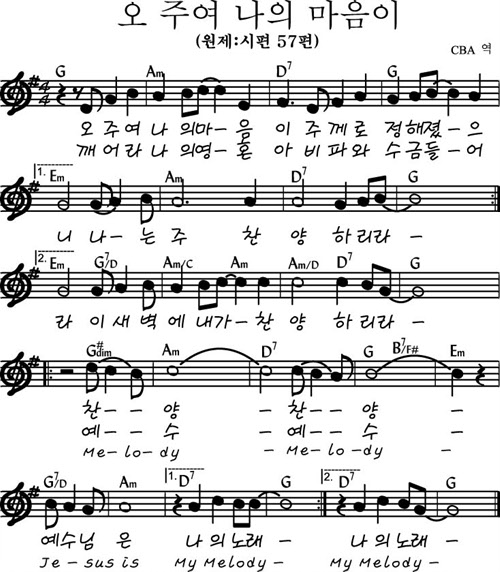 오 주여 나의 마음이
(원제:시편 57편)
CBA 역
G Am D7 G
4/4
오 주여 나 의마 – 음 이 주께로 정해졌 – 으
깨어라 나 의영 – 혼 아 비파와 수금들 – 어
1. Em Am D7 G
니 나 – 는 주 찬 양 하리라 –
2. Em G7/D Am/C Am Am/D D7 G
라 이새 벽 에 내가 – 찬 양 하리라 –
G#dim Am D7 G B7/F# Em
찬 – – 양 – 찬 – – 양 –
예 – – 수 – 예 – – 수 –
Me – lo – dy – Me – lo – dy –
G7/D Am 1. D7 G 2. D7 G
예수님 은 나 의노래 – 나 의노래 –
Je – sus is My Melody – My Melody –